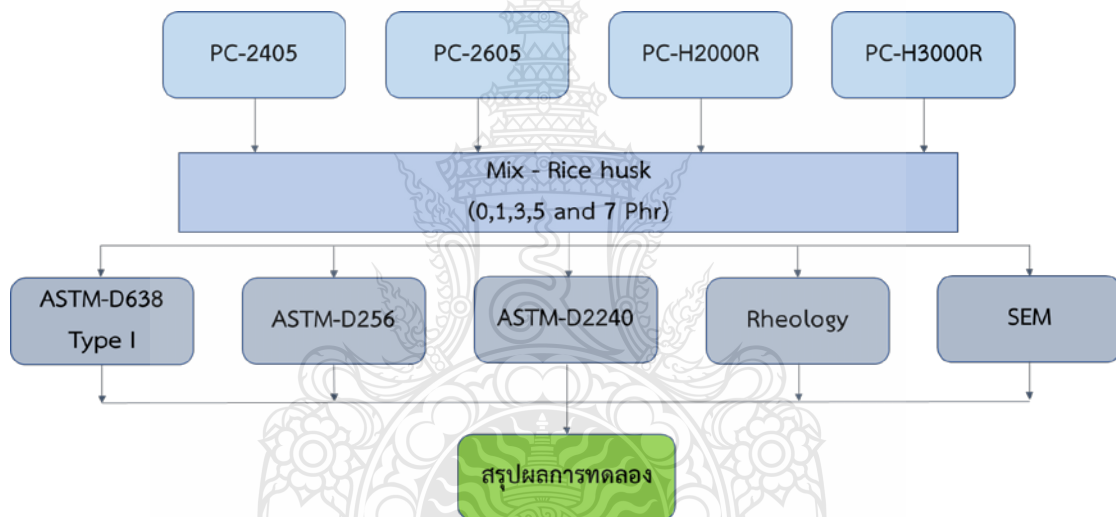 PC-2405
PC-2605
PC-H2000R
PC-H3000R
Mix - Rice husk
(0,1,3,5 and 7 Phr)
ASTM-D638
Type I
ASTM-D256
ASTM-D2240
Rheology
SEM
สรุปผลการทดลอง